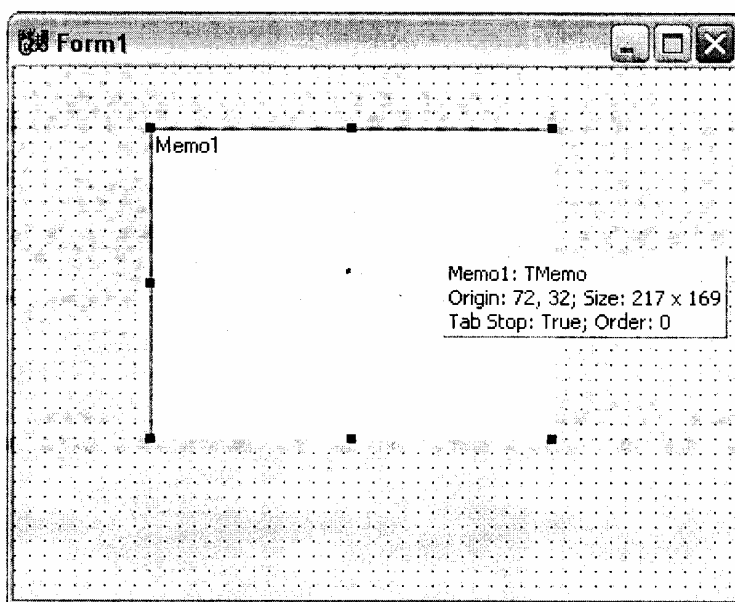 Form1
Memo1
Memo1: TMemo
Origin: 72, 32; Size: 217 x 169
Tab Stop: True; Order: 0